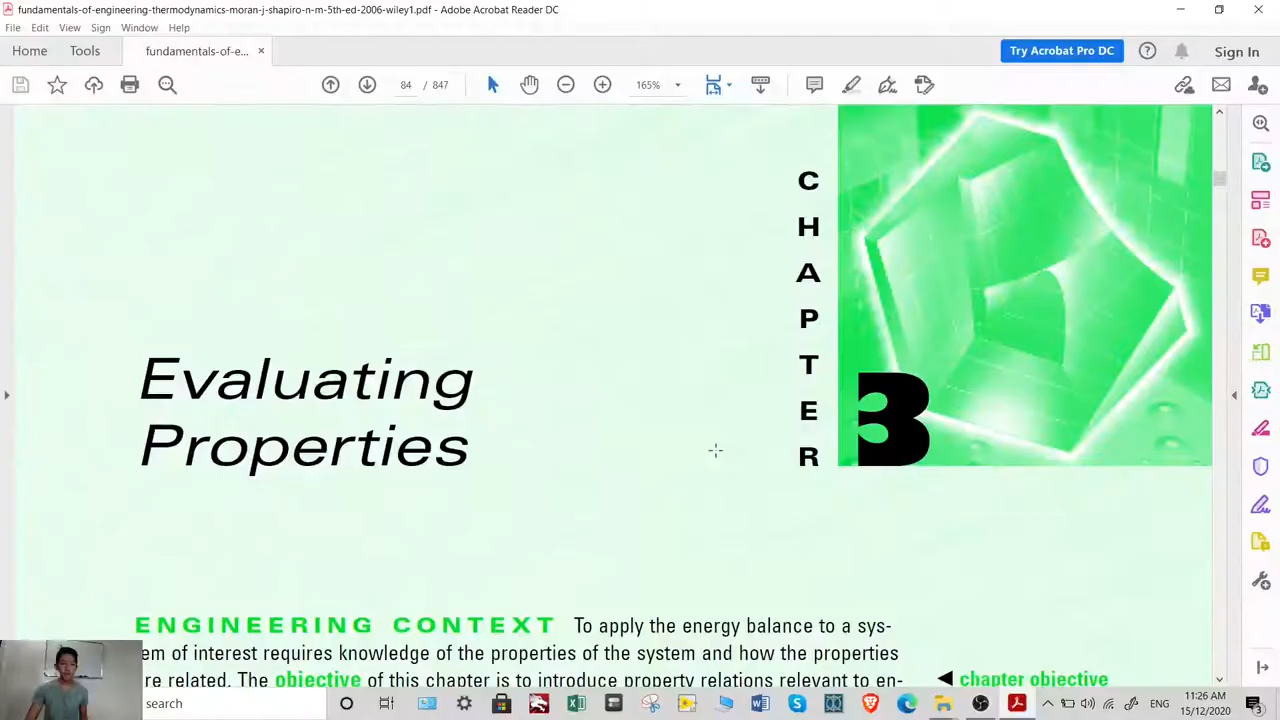 fundamentals-of-engineering-thermodynamics-moran-j-shapiro-n-m-5th-ed-2006-wiley1.pdf - Adobe Acrobat Reader DC
File Edit View Sign Window Help
Home Tools fundamentals-of-e... ×
Try Acrobat Pro DC Sign In
84 / 847 165%
CHAPTER
3
Evaluating
Properties
ENGINEERING CONTEXT To apply the energy balance to a sys-
em of interest requires knowledge of the properties of the system and how the properties
re related. The objective of this chapter is to introduce property relations relevant to en-
chapter objective
search
ENG
11:26 AM
15/12/2020
3